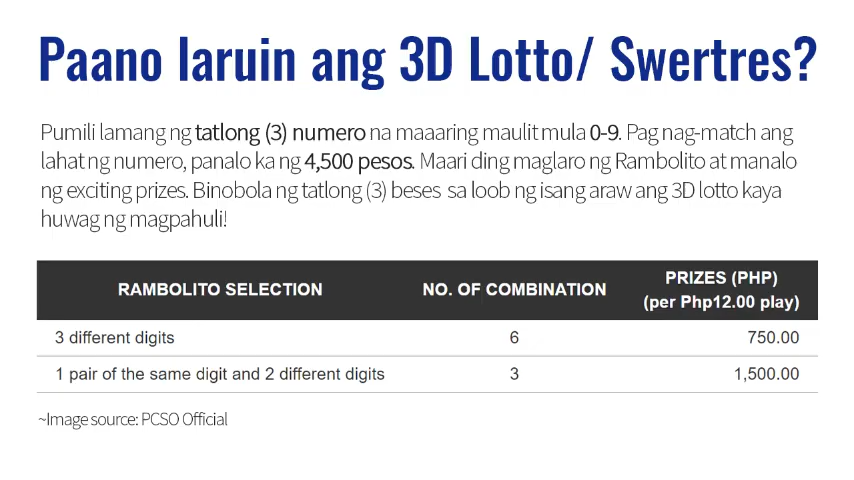 Paano laruin ang 3D Lotto/ Swertres?
Pumili lamang ng tatlong (3) numero na maaaring maulit mula 0-9. Pag nag-match ang
lahat ng numero, panalo ka ng 4,500 pesos. Maari ding maglaro ng Rambolito at manalo
ng exciting prizes. Binobola ng tatlong (3) beses sa loob ng isang araw ang 3D lotto kaya
huwag ng magpahuli!
RAMBOLITO SELECTION NO. OF COMBINATION PRIZES (PHP)
(per Php12.00 play)
3 different digits 6 750.00
1 pair of the same digit and 2 different digits 3 1,500.00
~Image source: PCSO Official